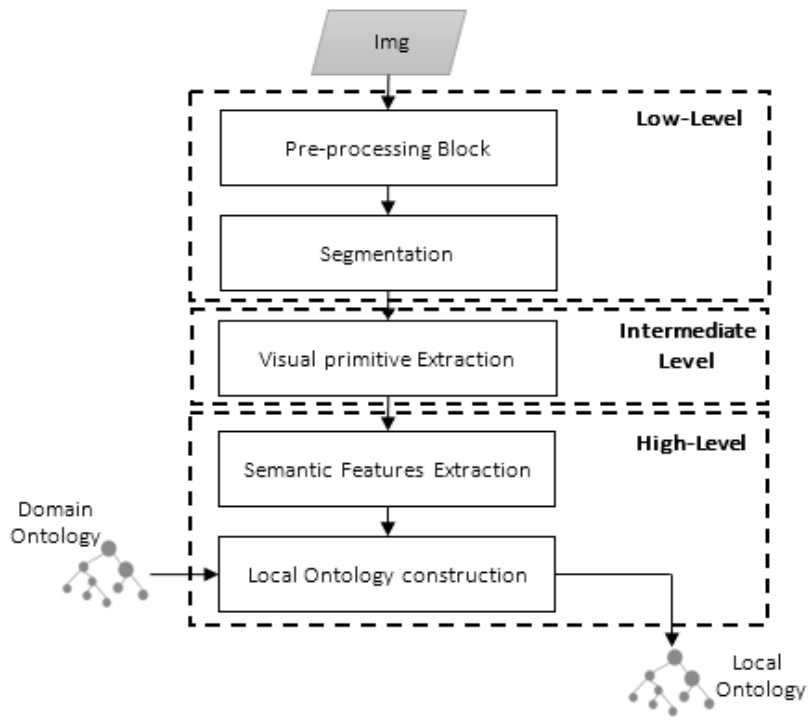 Img
Low-Level
Pre-processing Block
Segmentation
Intermediate
Level
Visual primitive Extraction
High-Level
Semantic Features Extraction
Domain
Ontology
Local Ontology construction
Local
Ontology